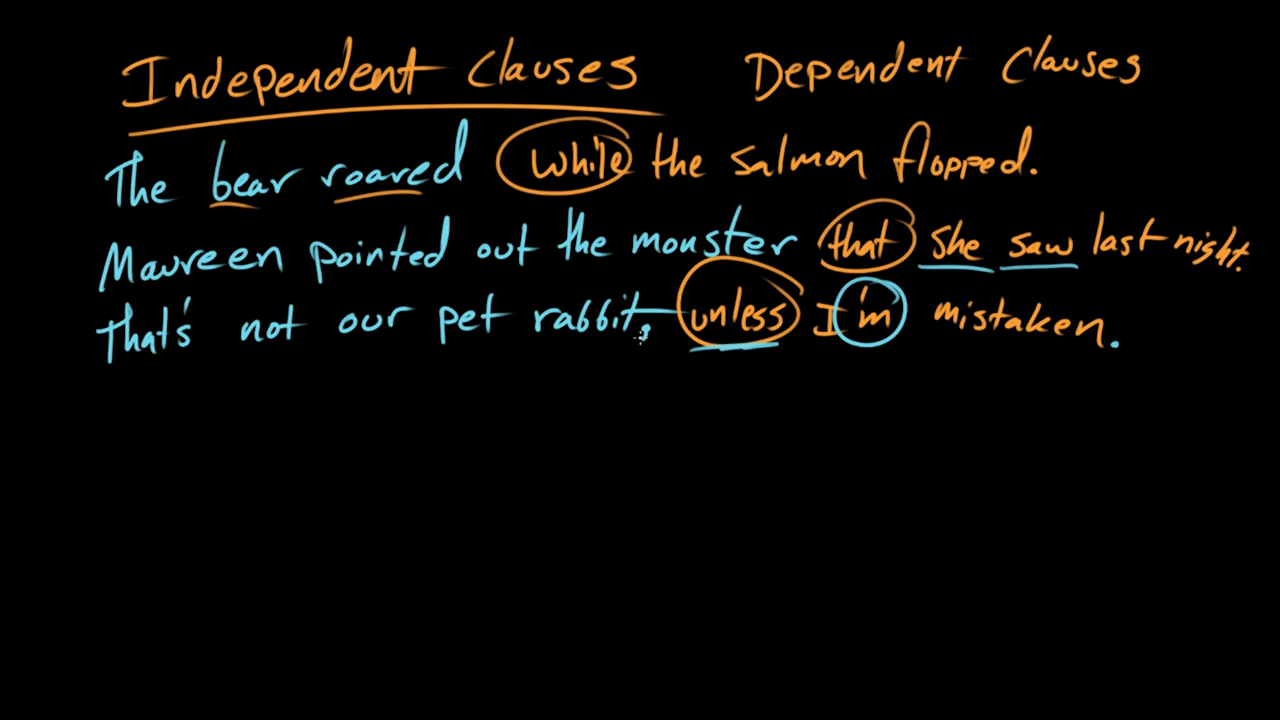 Independent Clauses Dependent Clauses
The bear roared while the salmon flopped.
Maureen pointed out the monster that she saw last night.
That's not our pet rabbit, unless I'm mistaken.